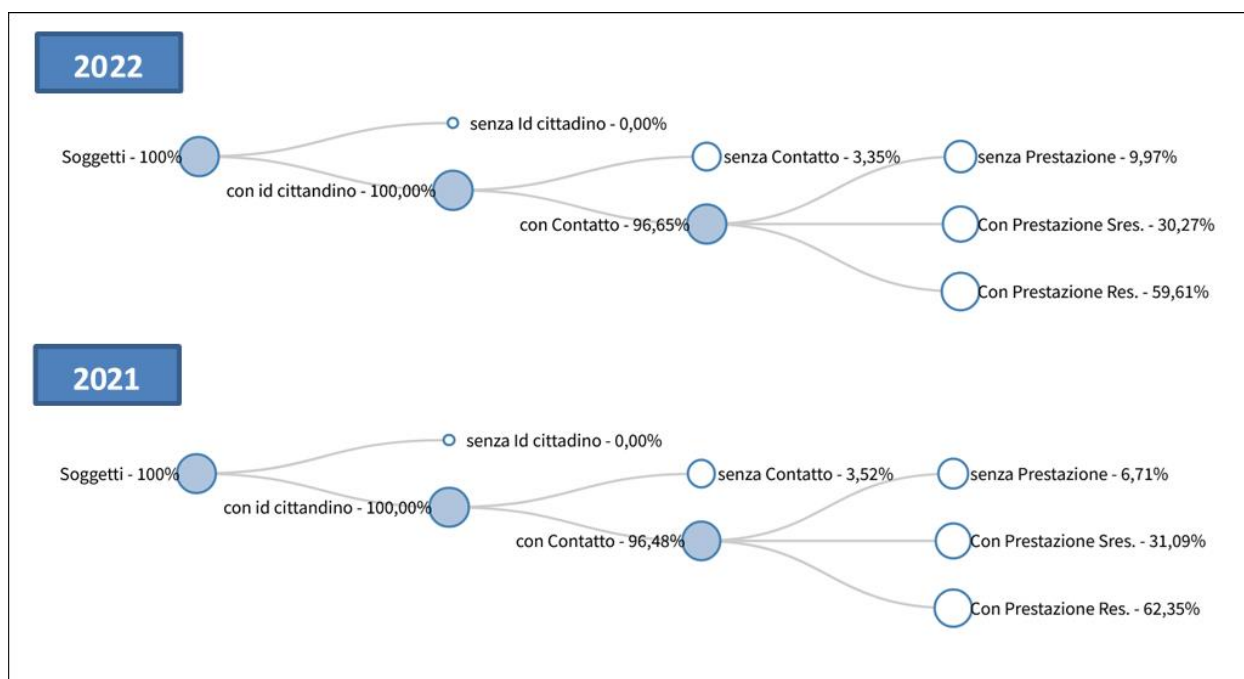 2022
senza Id cittadino - 0,00%
Soggetti - 100%
senza Contatto - 3,35%
senza Prestazione - 9,97%
con id cittandino - 100,00%
con Contatto - 96,65%
Con Prestazione Sres. - 30,27%
Con Prestazione Res. - 59,61%
2021
senza Id cittadino - 0,00%
Soggetti - 100%
senza Contatto - 3,52%
senza Prestazione - 6,71%
con id cittandino - 100,00%
con Contatto - 96,48%
Con Prestazione Sres. - 31,09%
Con Prestazione Res. - 62,35%